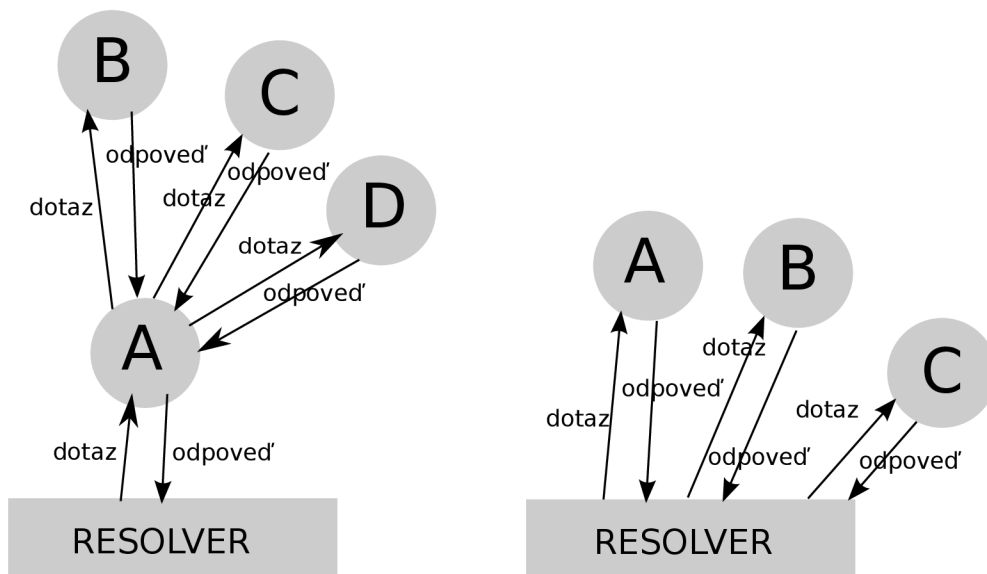 B
C
odpoveď
odpoveď
dotaz
dotaz
D
dotaz
odpoveď
A
dotaz
odpoveď
RESOLVER
A
B
dotaz
C
odpoveď
dotaz
dotaz
odpoveď
odpoveď
RESOLVER